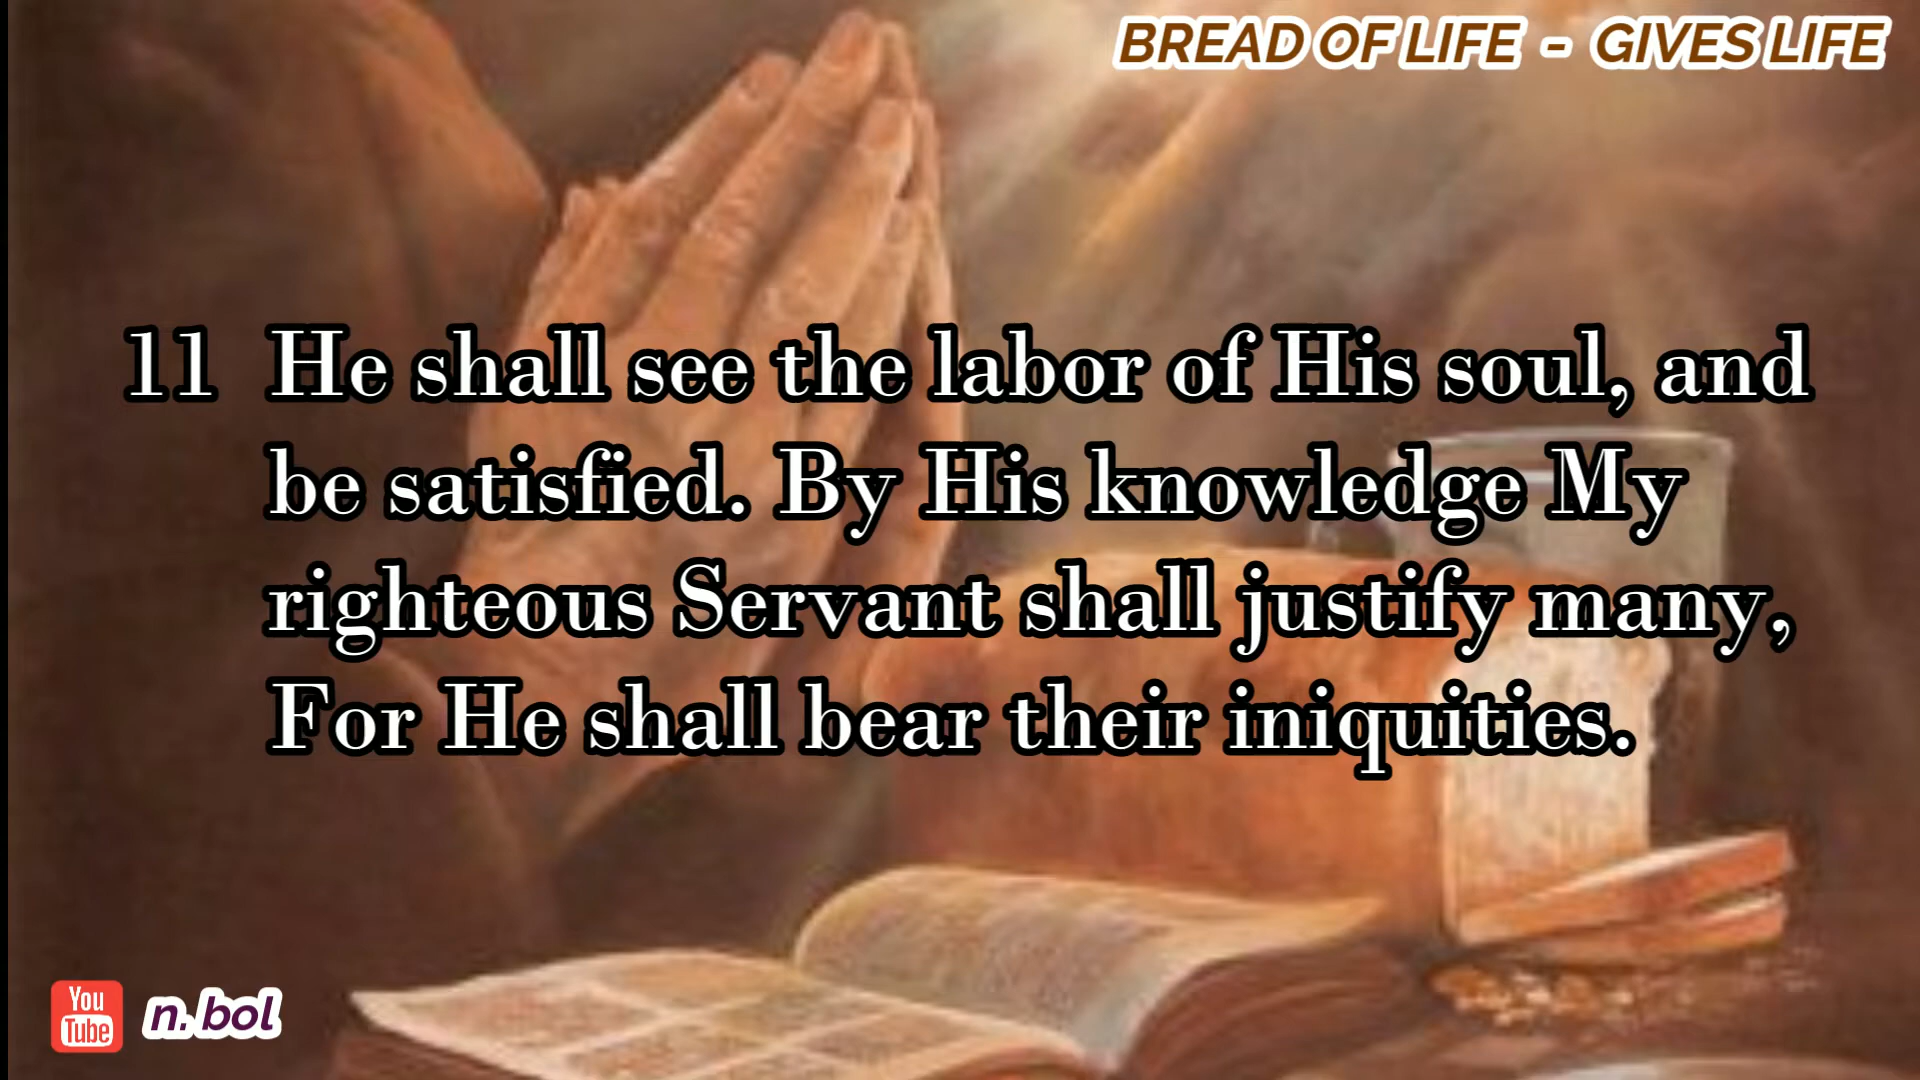 BREAD OF LIFE - GIVES LIFE
11 He shall see the labor of His soul, and
be satisfied. By His knowledge My
righteous Servant shall justify many,
For He shall bear their iniquities.
You
Tube
n. bol